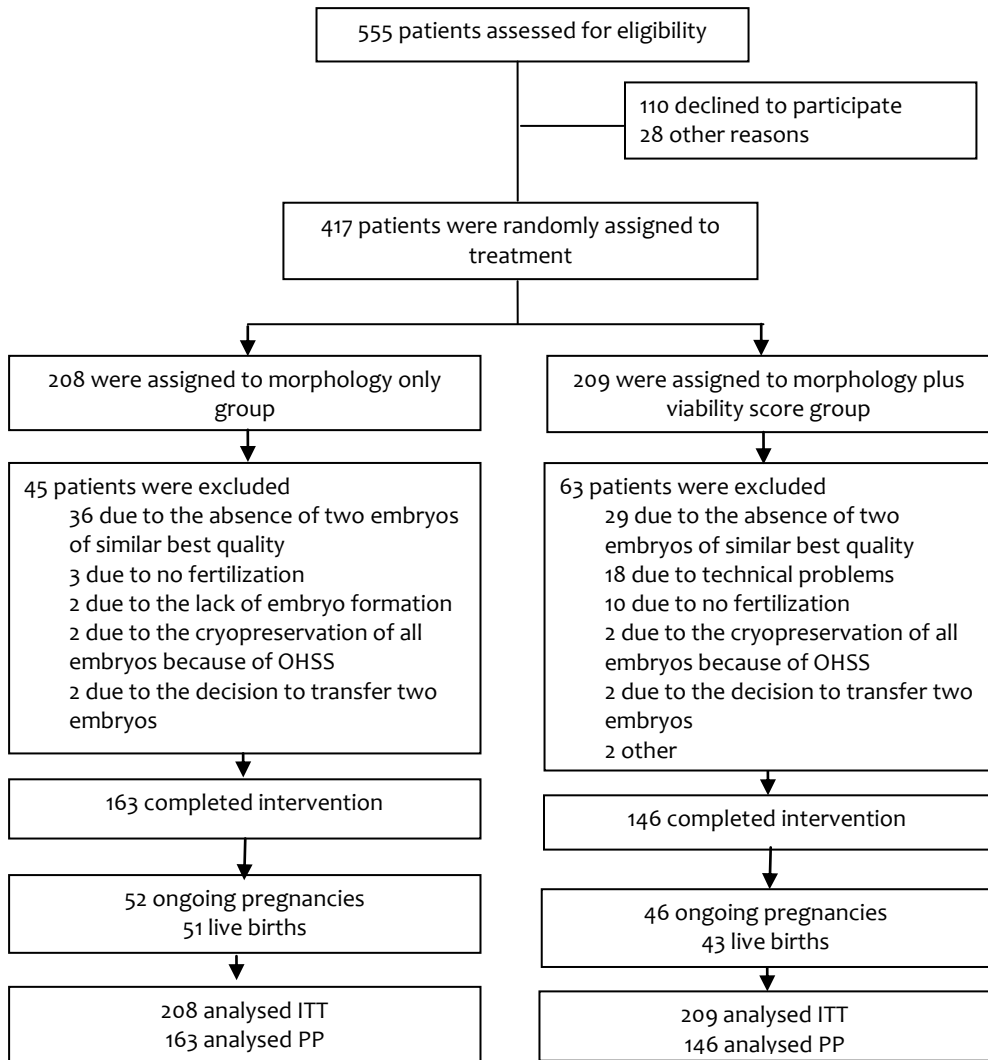 555 patients assessed for eligibility
110 declined to participate
28 other reasons
417 patients were randomly assigned to
treatment
208 were assigned to morphology only
group
209 were assigned to morphology plus
viability score group
45 patients were excluded
36 due to the absence of two embryos
of similar best quality
3 due to no fertilization
2 due to the lack of embryo formation
2 due to the cryopreservation of all
embryos because of OHSS
2 due to the decision to transfer two
embryos
63 patients were excluded
29 due to the absence of two
embryos of similar best quality
18 due to technical problems
10 due to no fertilization
2 due to the cryopreservation of all
embryos because of OHSS
2 due to the decision to transfer two
embryos
2 other
163 completed intervention
146 completed intervention
52 ongoing pregnancies
51 live births
46 ongoing pregnancies
43 live births
208 analysed ITT
163 analysed PP
209 analysed ITT
146 analysed PP